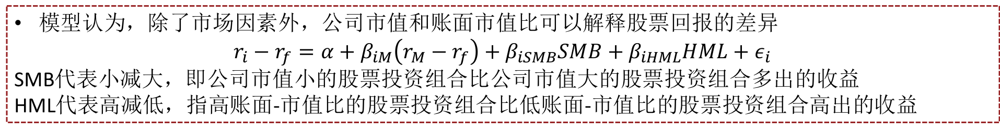 • 模型认为，除了市场因素外，公司市值和账面市值比可以解释股票回报的差异
$r_i - r_f = \alpha + \beta_{iM}(r_M - r_f) + \beta_{iSMB}SMB + \beta_{iHML}HML + \epsilon_i$
SMB代表小减大，即公司市值小的股票投资组合比公司市值大的股票投资组合多出的收益
HML代表高减低，指高账面-市值比的股票投资组合比低账面-市值比的股票投资组合高出的收益